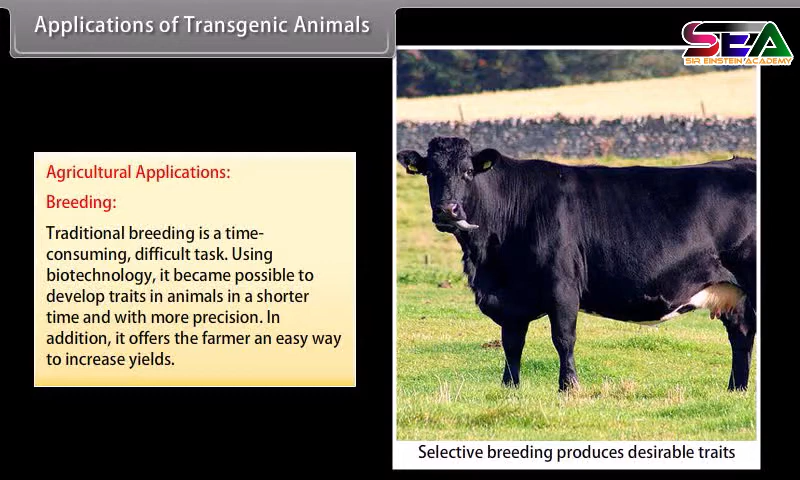 Applications of Transgenic Animals
SEA
SIR EINSTEIN ACADEMY
Agricultural Applications:
Breeding:
Traditional breeding is a time-
consuming, difficult task. Using
biotechnology, it became possible to
develop traits in animals in a shorter
time and with more precision. In
addition, it offers the farmer an easy way
to increase yields.
Selective breeding produces desirable traits